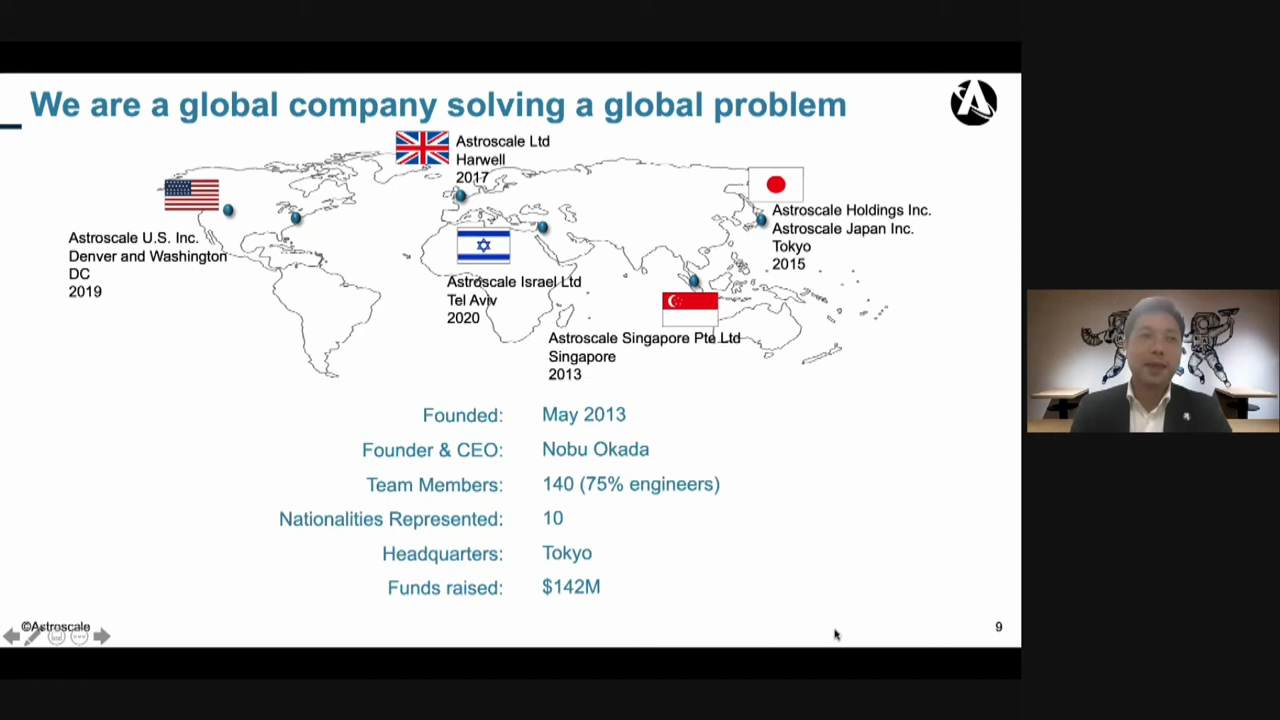 We are a global company solving a global problem
Astroscale Ltd
Harwell
2017
Astroscale U.S. Inc.
Denver and Washington
DC
2019
Astroscale Israel Ltd
Tel Aviv
2020
Astroscale Singapore Pte Ltd
Singapore
2013
Astroscale Holdings Inc.
Astroscale Japan Inc.
Tokyo
2015
Founded: May 2013
Founder & CEO: Nobu Okada
Team Members: 140 (75% engineers)
Nationalities Represented: 10
Headquarters: Tokyo
Funds raised: $142M
©Astroscale
9